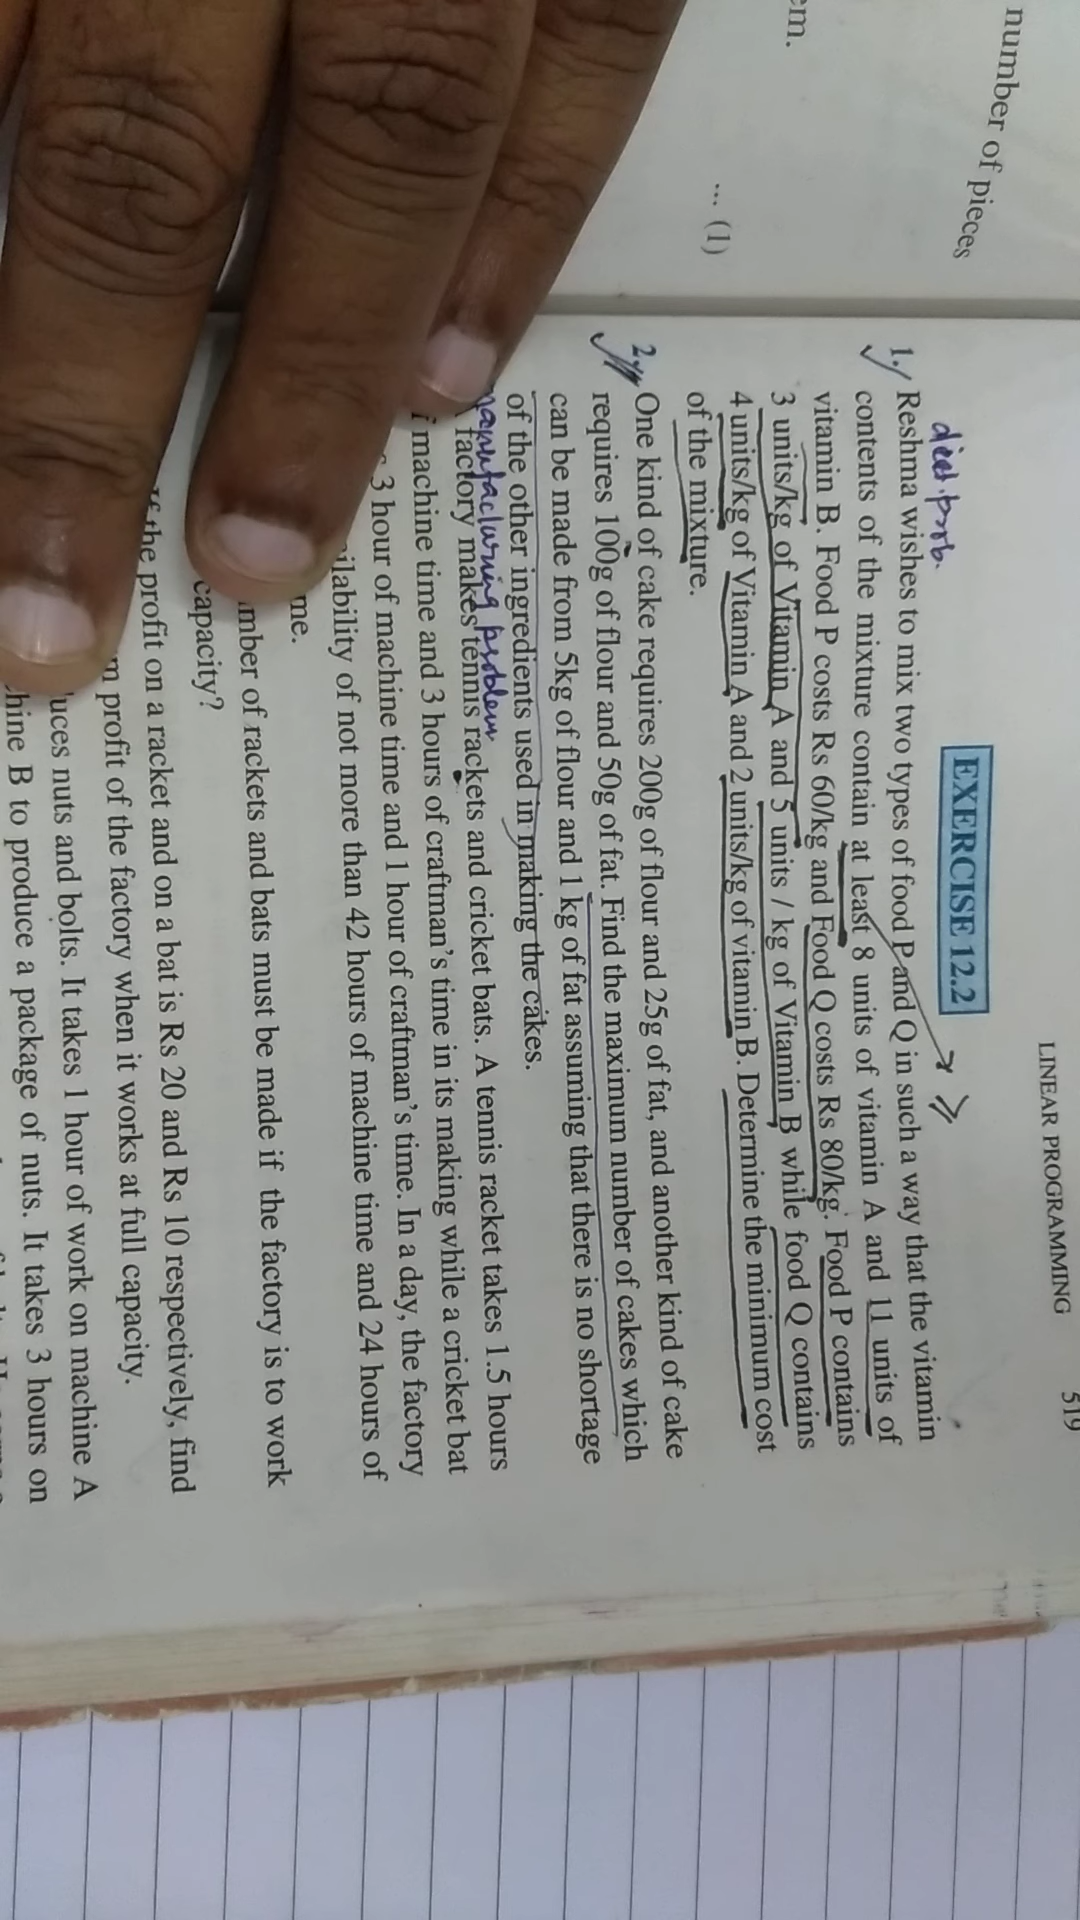 number of pieces
em.
... (1)
LINEAR PROGRAMMING 519
EXERCISE 12.2
diet prob.
1. Reshma wishes to mix two types of food P and Q in such a way that the vitamin
contents of the mixture contain at least 8 units of vitamin A and 11 units of
vitamin B. Food P costs Rs 60/kg and Food Q costs Rs 80/kg. Food P contains
3 units/kg of Vitamin A and 5 units / kg of Vitamin B while food Q contains
4 units/kg of Vitamin A and 2 units/kg of vitamin B. Determine the minimum cost
of the mixture.
2. One kind of cake requires 200g of flour and 25g of fat, and another kind of cake
requires 100g of flour and 50g of fat. Find the maximum number of cakes which
can be made from 5kg of flour and 1 kg of fat assuming that there is no shortage
of the other ingredients used in making the cakes.
manufacturing problem
factory makes tennis rackets and cricket bats. A tennis racket takes 1.5 hours
machine time and 3 hours of craftman's time in its making while a cricket bat
3 hour of machine time and 1 hour of craftman's time. In a day, the factory
ilability of not more than 42 hours of machine time and 24 hours of
me.
mber of rackets and bats must be made if the factory is to work
capacity?
If the profit on a racket and on a bat is Rs 20 and Rs 10 respectively, find
m profit of the factory when it works at full capacity.
uces nuts and bolts. It takes 1 hour of work on machine A
hine B to produce a package of nuts. It takes 3 hours on